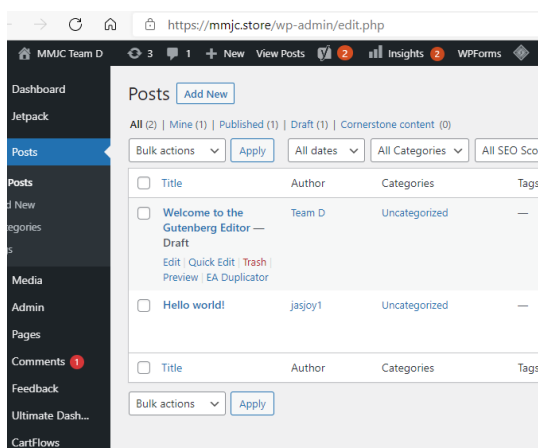 https://mmjc.store/wp-admin/edit.php
MMJC Team D 3 1 + New View Posts 2 Insights 2 WPForms
Dashboard
Jetpack
Posts
Posts
d New
tegories
s
Media
Admin
Pages
Comments 1
Feedback
Ultimate Dash...
CartFlows
Posts Add New
All (2) | Mine (1) | Published (1) | Draft (1) | Cornerstone content (0)
Bulk actions Apply All dates All Categories All SEO Sco
Title Author Categories Tags
Welcome to the Team D Uncategorized —
Gutenberg Editor —
Draft
Edit | Quick Edit | Trash |
Preview | EA Duplicator
Hello world! jasjoy1 Uncategorized —
Title Author Categories Tags
Bulk actions Apply